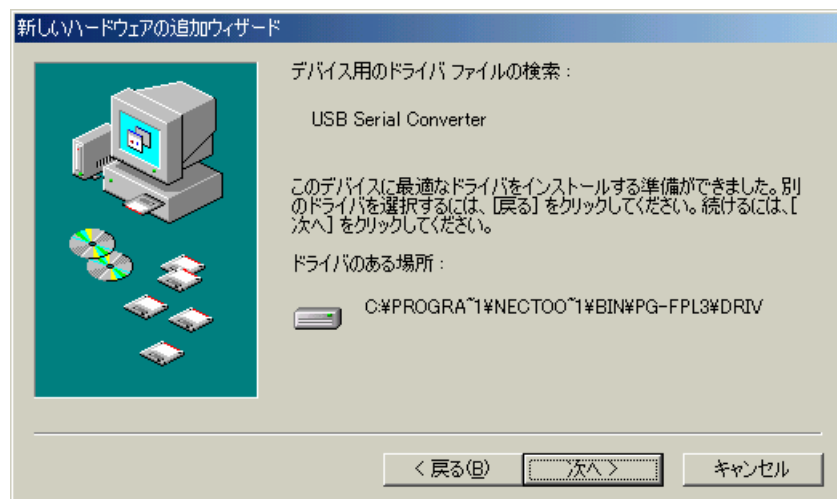 新しいハードウェアの追加ウィザード
デバイス用のドライバ ファイルの検索 :
USB Serial Converter
このデバイスに最適なドライバをインストールする準備ができました。別
のドライバを選択するには、[戻る] をクリックしてください。続けるには、[
次へ] をクリックしてください。
ドライバのある場所 :
C:¥PROGRA~1¥NECTOO~1¥BIN¥PG-FPL3¥DRIV
< 戻る(B) 次へ > キャンセル